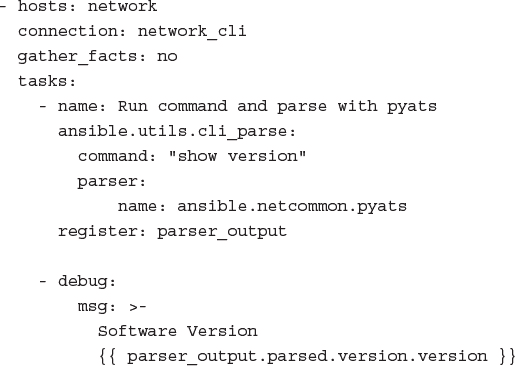 - hosts: network
  connection: network_cli
  gather_facts: no
  tasks:
    - name: Run command and parse with pyats
      ansible.utils.cli_parse:
        command: "show version"
        parser:
            name: ansible.netcommon.pyats
      register: parser_output

    - debug:
        msg: >-
          Software Version
          {{ parser_output.parsed.version.version }}